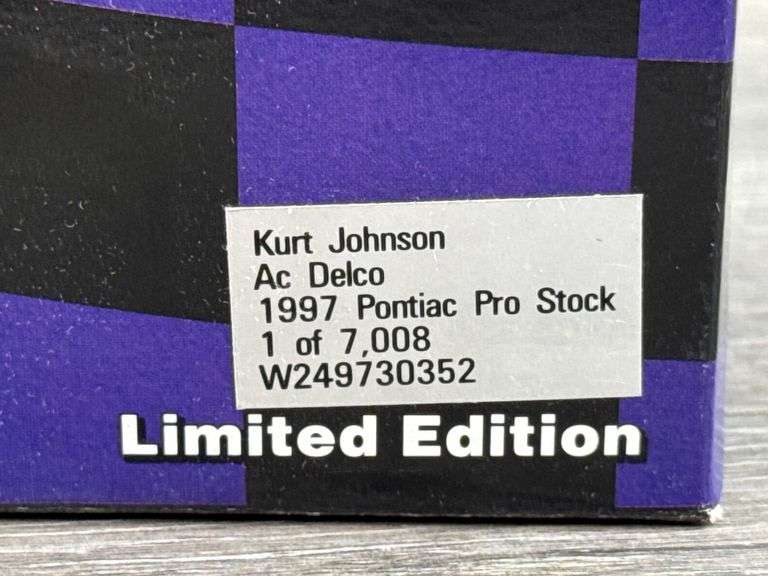 Kurt Johnson
Ac Delco
1997 Pontiac Pro Stock
1 of 7,008
W249730352
Limited Edition